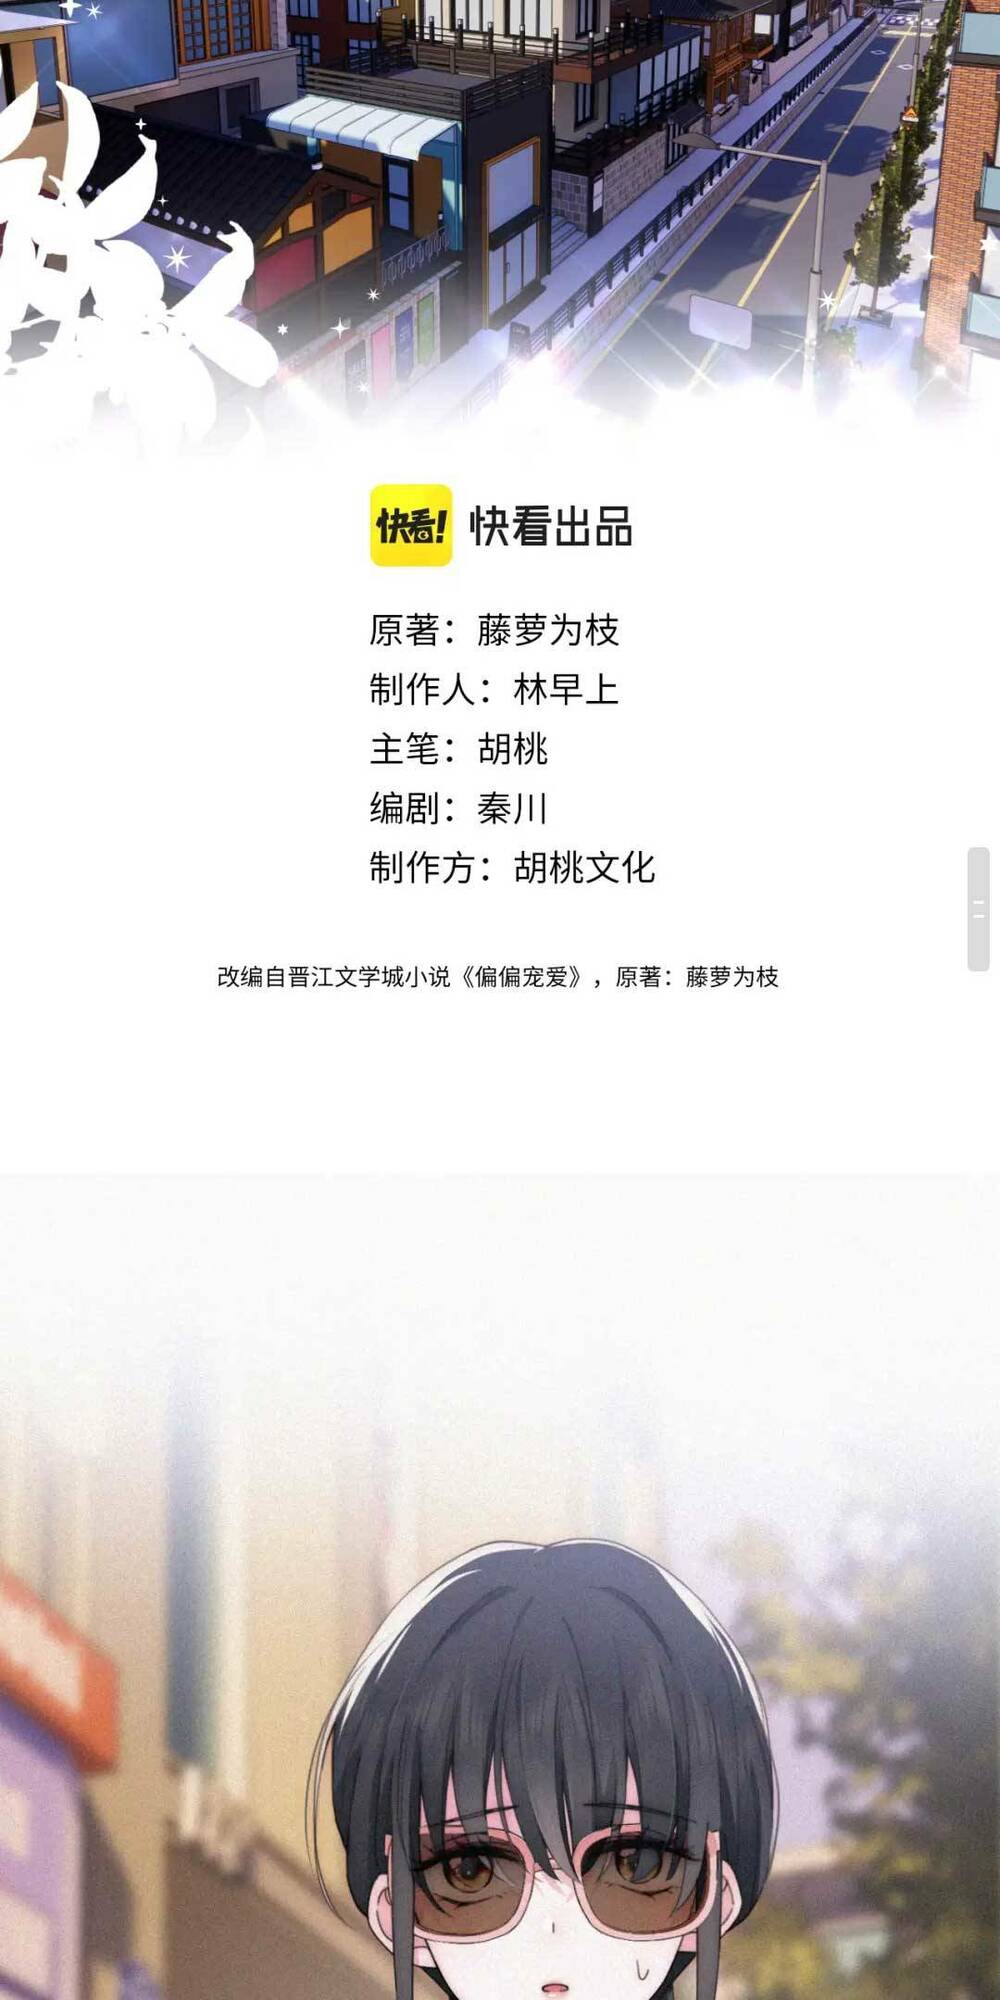 快看! 快看出品
原著：藤萝为枝
制作人：林早上
主笔：胡桃
编剧：秦川
制作方：胡桃文化
改编自晋江文学城小说《偏偏宠爱》，原著：藤萝为枝